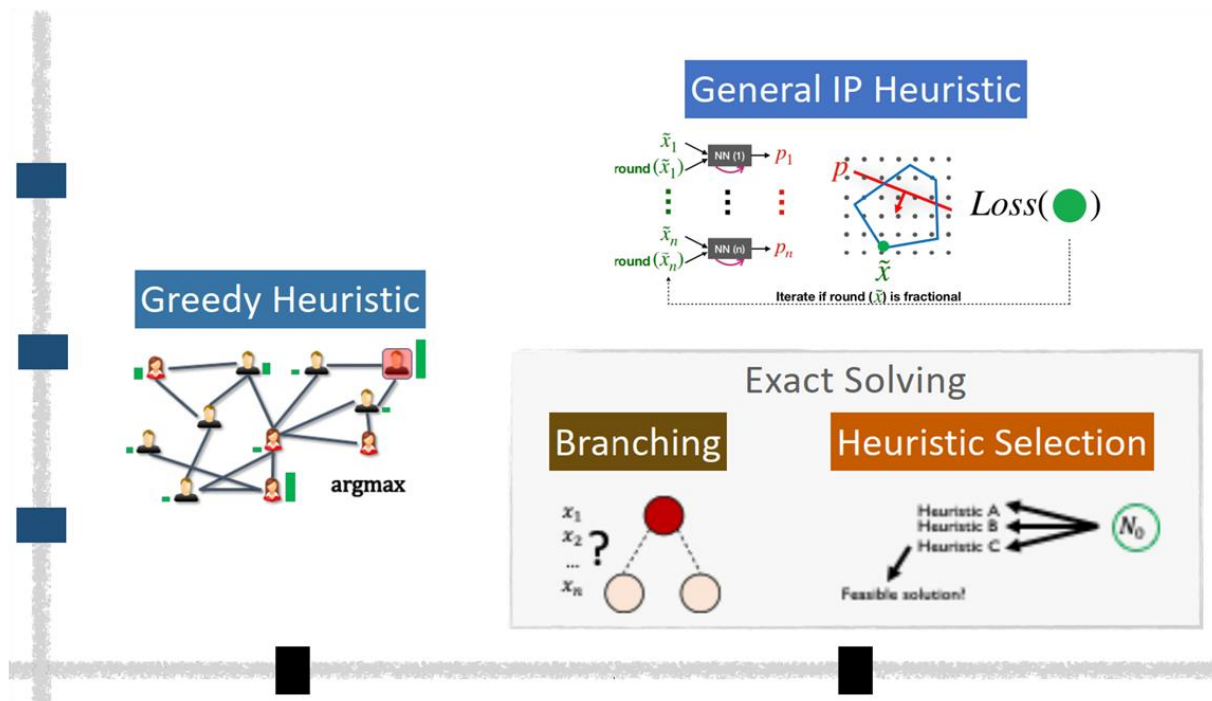 General IP Heuristic
x̃₁
round (x̃₁)
NN (1)
p₁
x̃ₙ
round (x̃ₙ)
NN (n)
pₙ
p
x̃
Loss( )
Iterate if round (x̃) is fractional
Greedy Heuristic
argmax
Exact Solving
Branching
x₁
x₂
...
xₙ
?
Heuristic Selection
Heuristic A
Heuristic B
Heuristic C
N₀
Feasible solution?